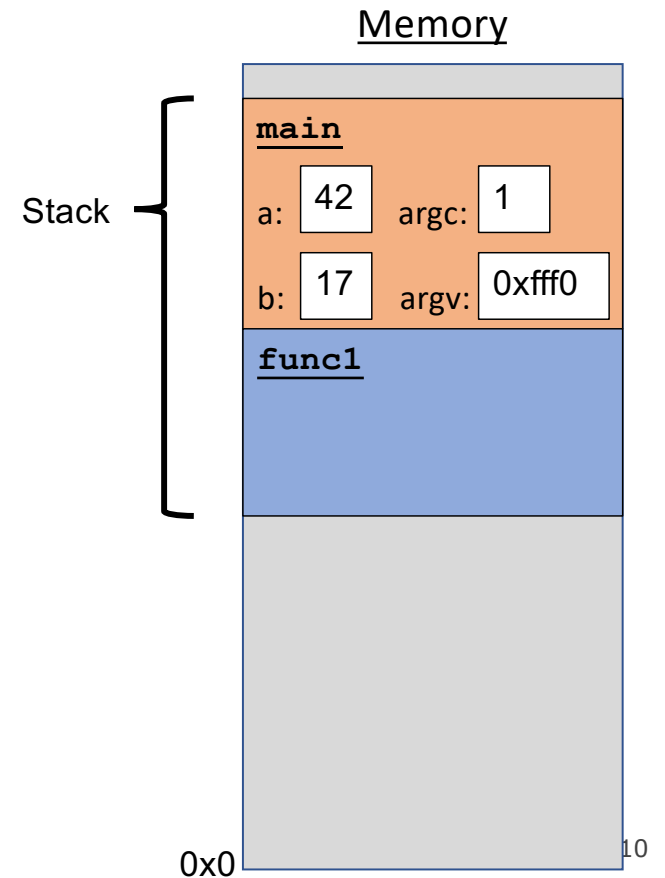 Memory
main
a: 42 argc: 1
Stack
b: 17 argv: 0xfff0
func1
10
0x0